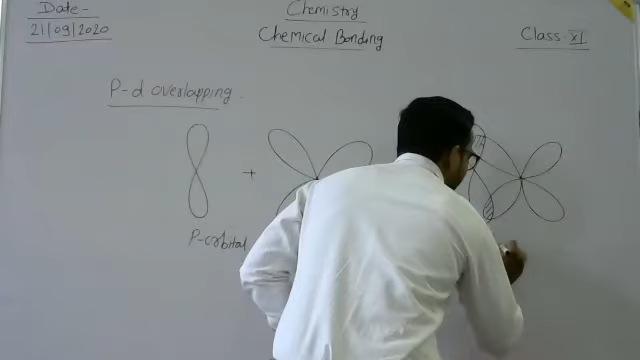 Date-
21/09/2020
Chemistry
Chemical Bonding
Class-XI
P-d overlapping.
+
P-orbital